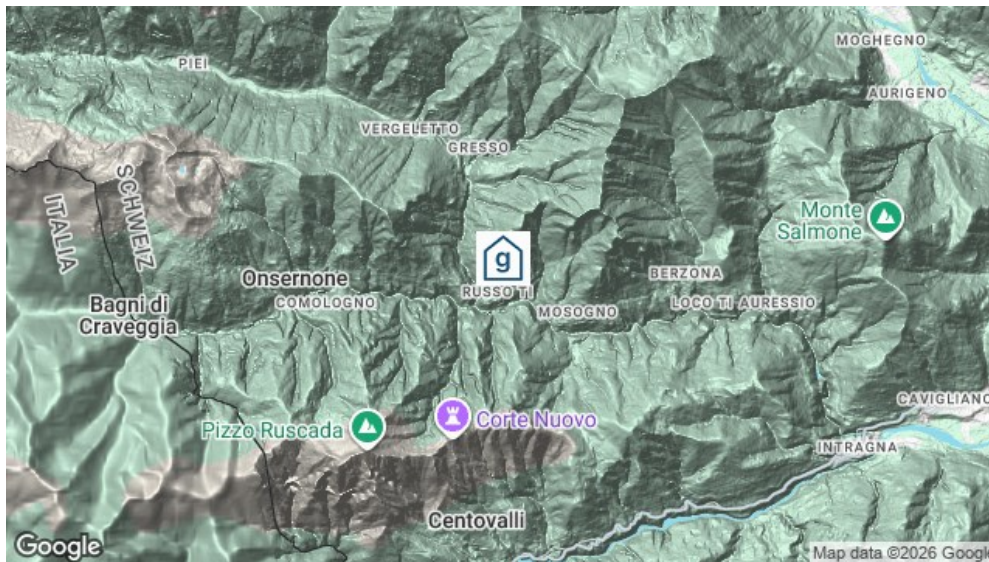 MOGHEGNO
PIEI
AURIGENO
VERGELETTO
GRESSO
SCHWEIZ
ITALIA
Monte
Salmone
g
Onsernone
BERZONA
RUSSO TI
COMOLOGNO
LOCO TI
AURESSIO
Bagni di
Craveggia
MOSOGNO
CAVIGLIANO
Corte Nuovo
Pizzo Ruscada
INTRAGNA
Centovalli
Google
Map data ©2026 Google